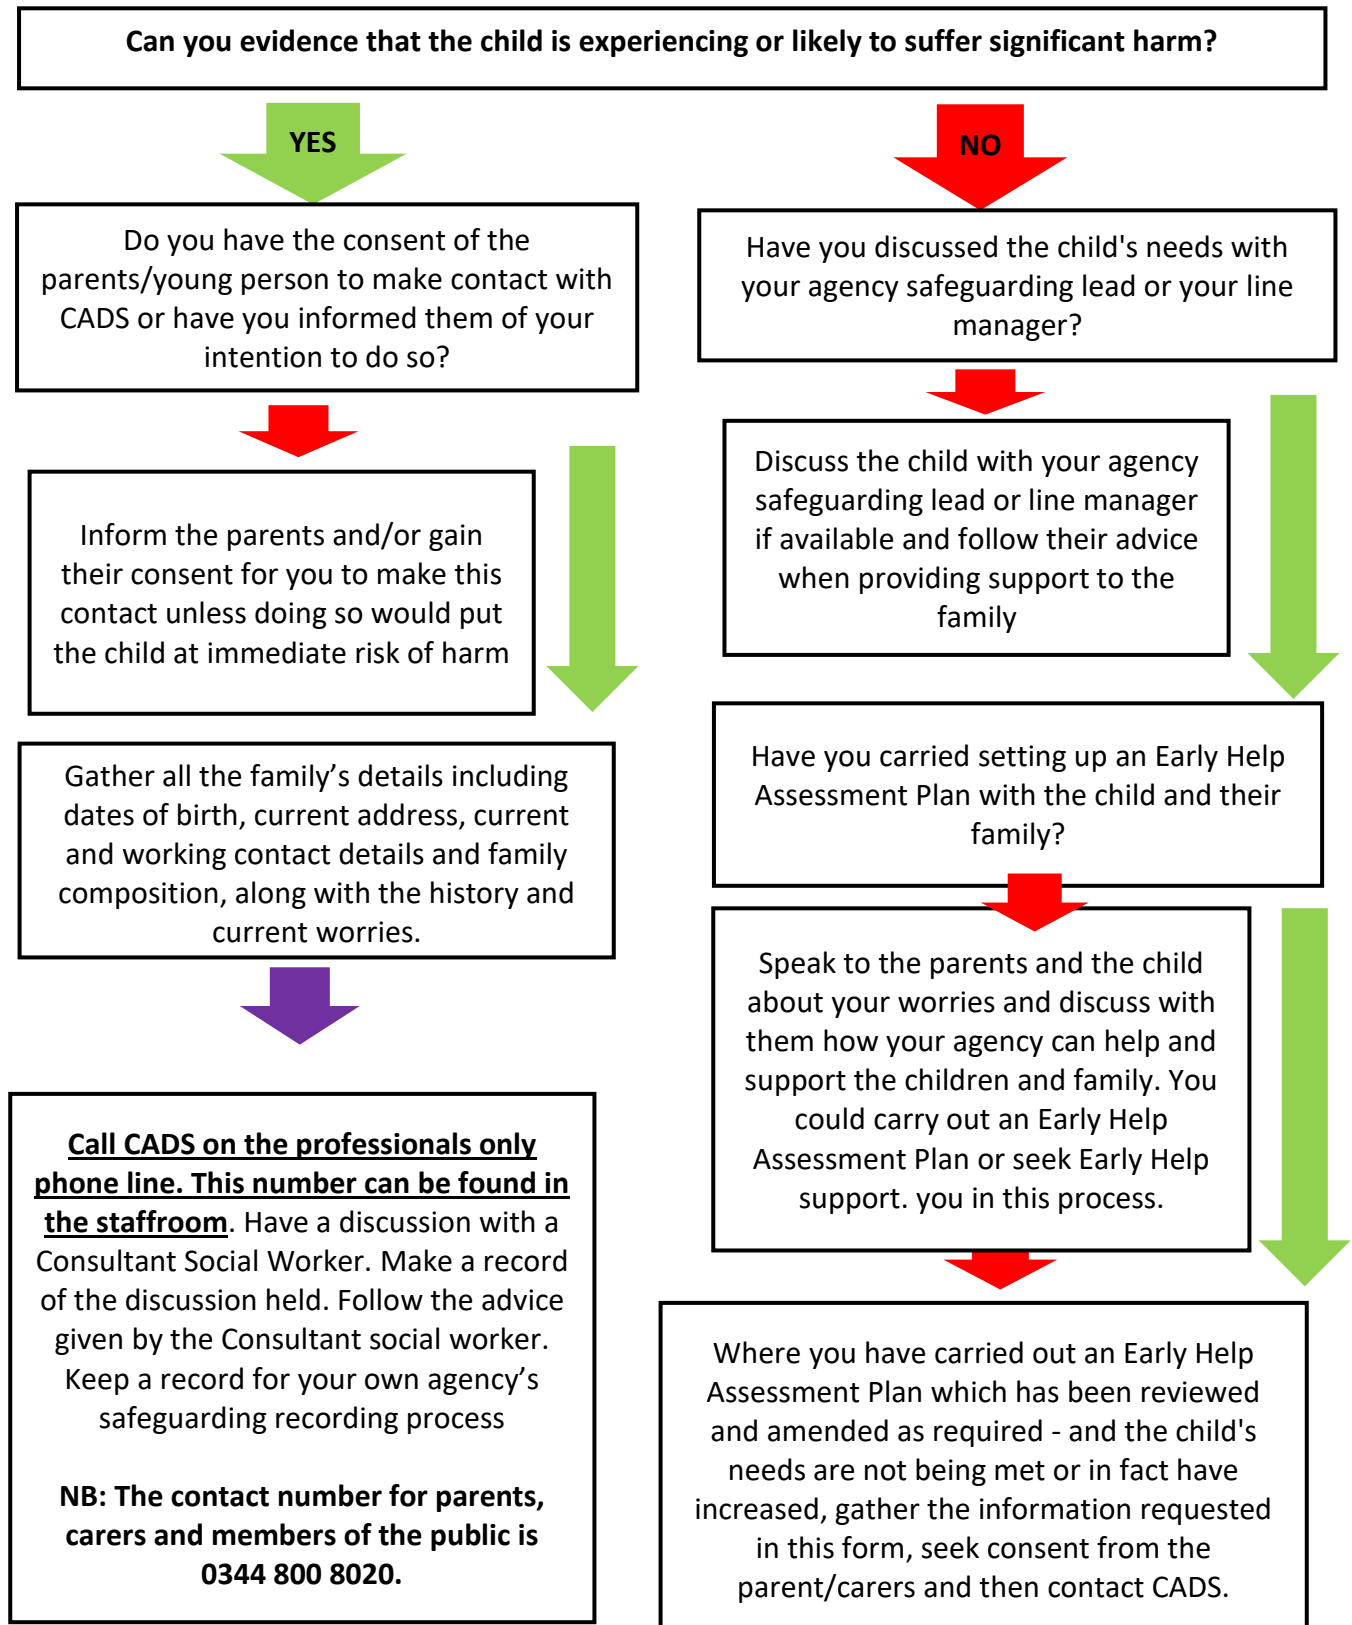 Can you evidence that the child is experiencing or likely to suffer significant harm?
YES
Do you have the consent of the
parents/young person to make contact with
CADS or have you informed them of your
intention to do so?
Inform the parents and/or gain
their consent for you to make this
contact unless doing so would put
the child at immediate risk of harm
Gather all the family’s details including
dates of birth, current address, current
and working contact details and family
composition, along with the history and
current worries.
Call CADS on the professionals only
phone line. This number can be found in
the staffroom. Have a discussion with a
Consultant Social Worker. Make a record
of the discussion held. Follow the advice
given by the Consultant social worker.
Keep a record for your own agency’s
safeguarding recording process
NB: The contact number for parents,
carers and members of the public is
0344 800 8020.
NO
Have you discussed the child's needs with
your agency safeguarding lead or your line
manager?
Discuss the child with your agency
safeguarding lead or line manager
if available and follow their advice
when providing support to the
family
Have you carried setting up an Early Help
Assessment Plan with the child and their
family?
Speak to the parents and the child
about your worries and discuss with
them how your agency can help and
support the children and family. You
could carry out an Early Help
Assessment Plan or seek Early Help
support. you in this process.
Where you have carried out an Early Help
Assessment Plan which has been reviewed
and amended as required - and the child's
needs are not being met or in fact have
increased, gather the information requested
in this form, seek consent from the
parent/carers and then contact CADS.